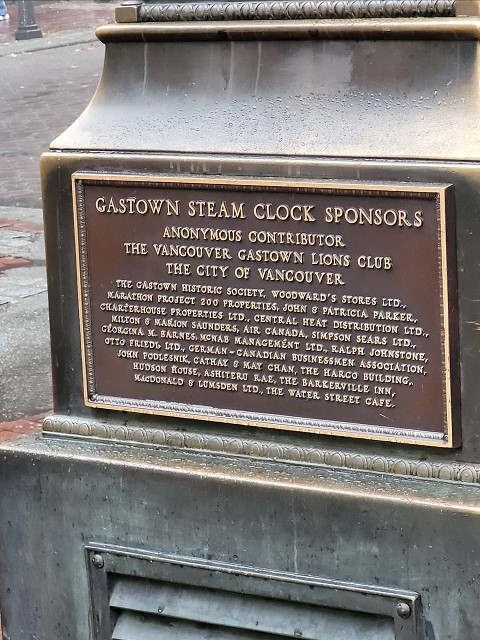 GASTOWN STEAM CLOCK SPONSORS
ANONYMOUS CONTRIBUTOR
THE VANCOUVER GASTOWN LIONS CLUB
THE CITY OF VANCOUVER
THE GASTOWN HISTORIC SOCIETY, WOODWARD'S STORES LTD.,
MARATHON PROJECT 200 PROPERTIES, JOHN & PATRICIA PARKER,
CHARTERHOUSE PROPERTIES LTD., CENTRAL HEAT DISTRIBUTION LTD.,
MILTON & MARION SAUNDERS, AIR CANADA, SIMPSON SEARS LTD.,
GEORGINA M. BARNES, MCNAB MANAGEMENT LTD., RALPH JOHNSTONE,
OTTO FRIEDL LTD., GERMAN-CANADIAN BUSINESSMEN ASSOCIATION,
JOHN PODLESNIK, CATHAY & MAY CHAN, THE HARCO BUILDING,
HUDSON HOUSE, ASHITERU RAE, THE BARKERVILLE INN,
MACDONALD & LUMSDEN LTD., THE WATER STREET CAFE.